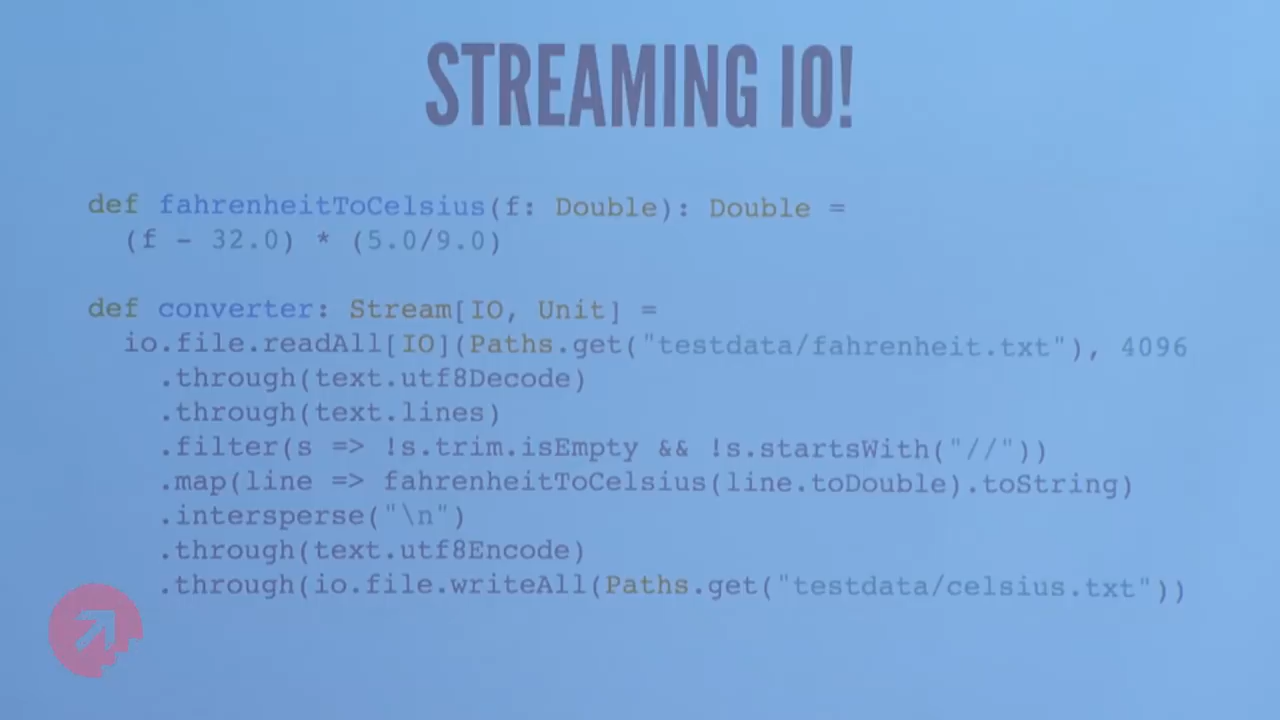 STREAMING IO!
def fahrenheitToCelsius(f: Double): Double =
  (f - 32.0) * (5.0/9.0)
def converter: Stream[IO, Unit] =
  io.file.readAll[IO](Paths.get("testdata/fahrenheit.txt"), 4096
    .through(text.utf8Decode)
    .through(text.lines)
    .filter(s => !s.trim.isEmpty && !s.startsWith("//"))
    .map(line => fahrenheitToCelsius(line.toDouble).toString)
    .intersperse("\n")
    .through(text.utf8Encode)
    .through(io.file.writeAll(Paths.get("testdata/celsius.txt"))